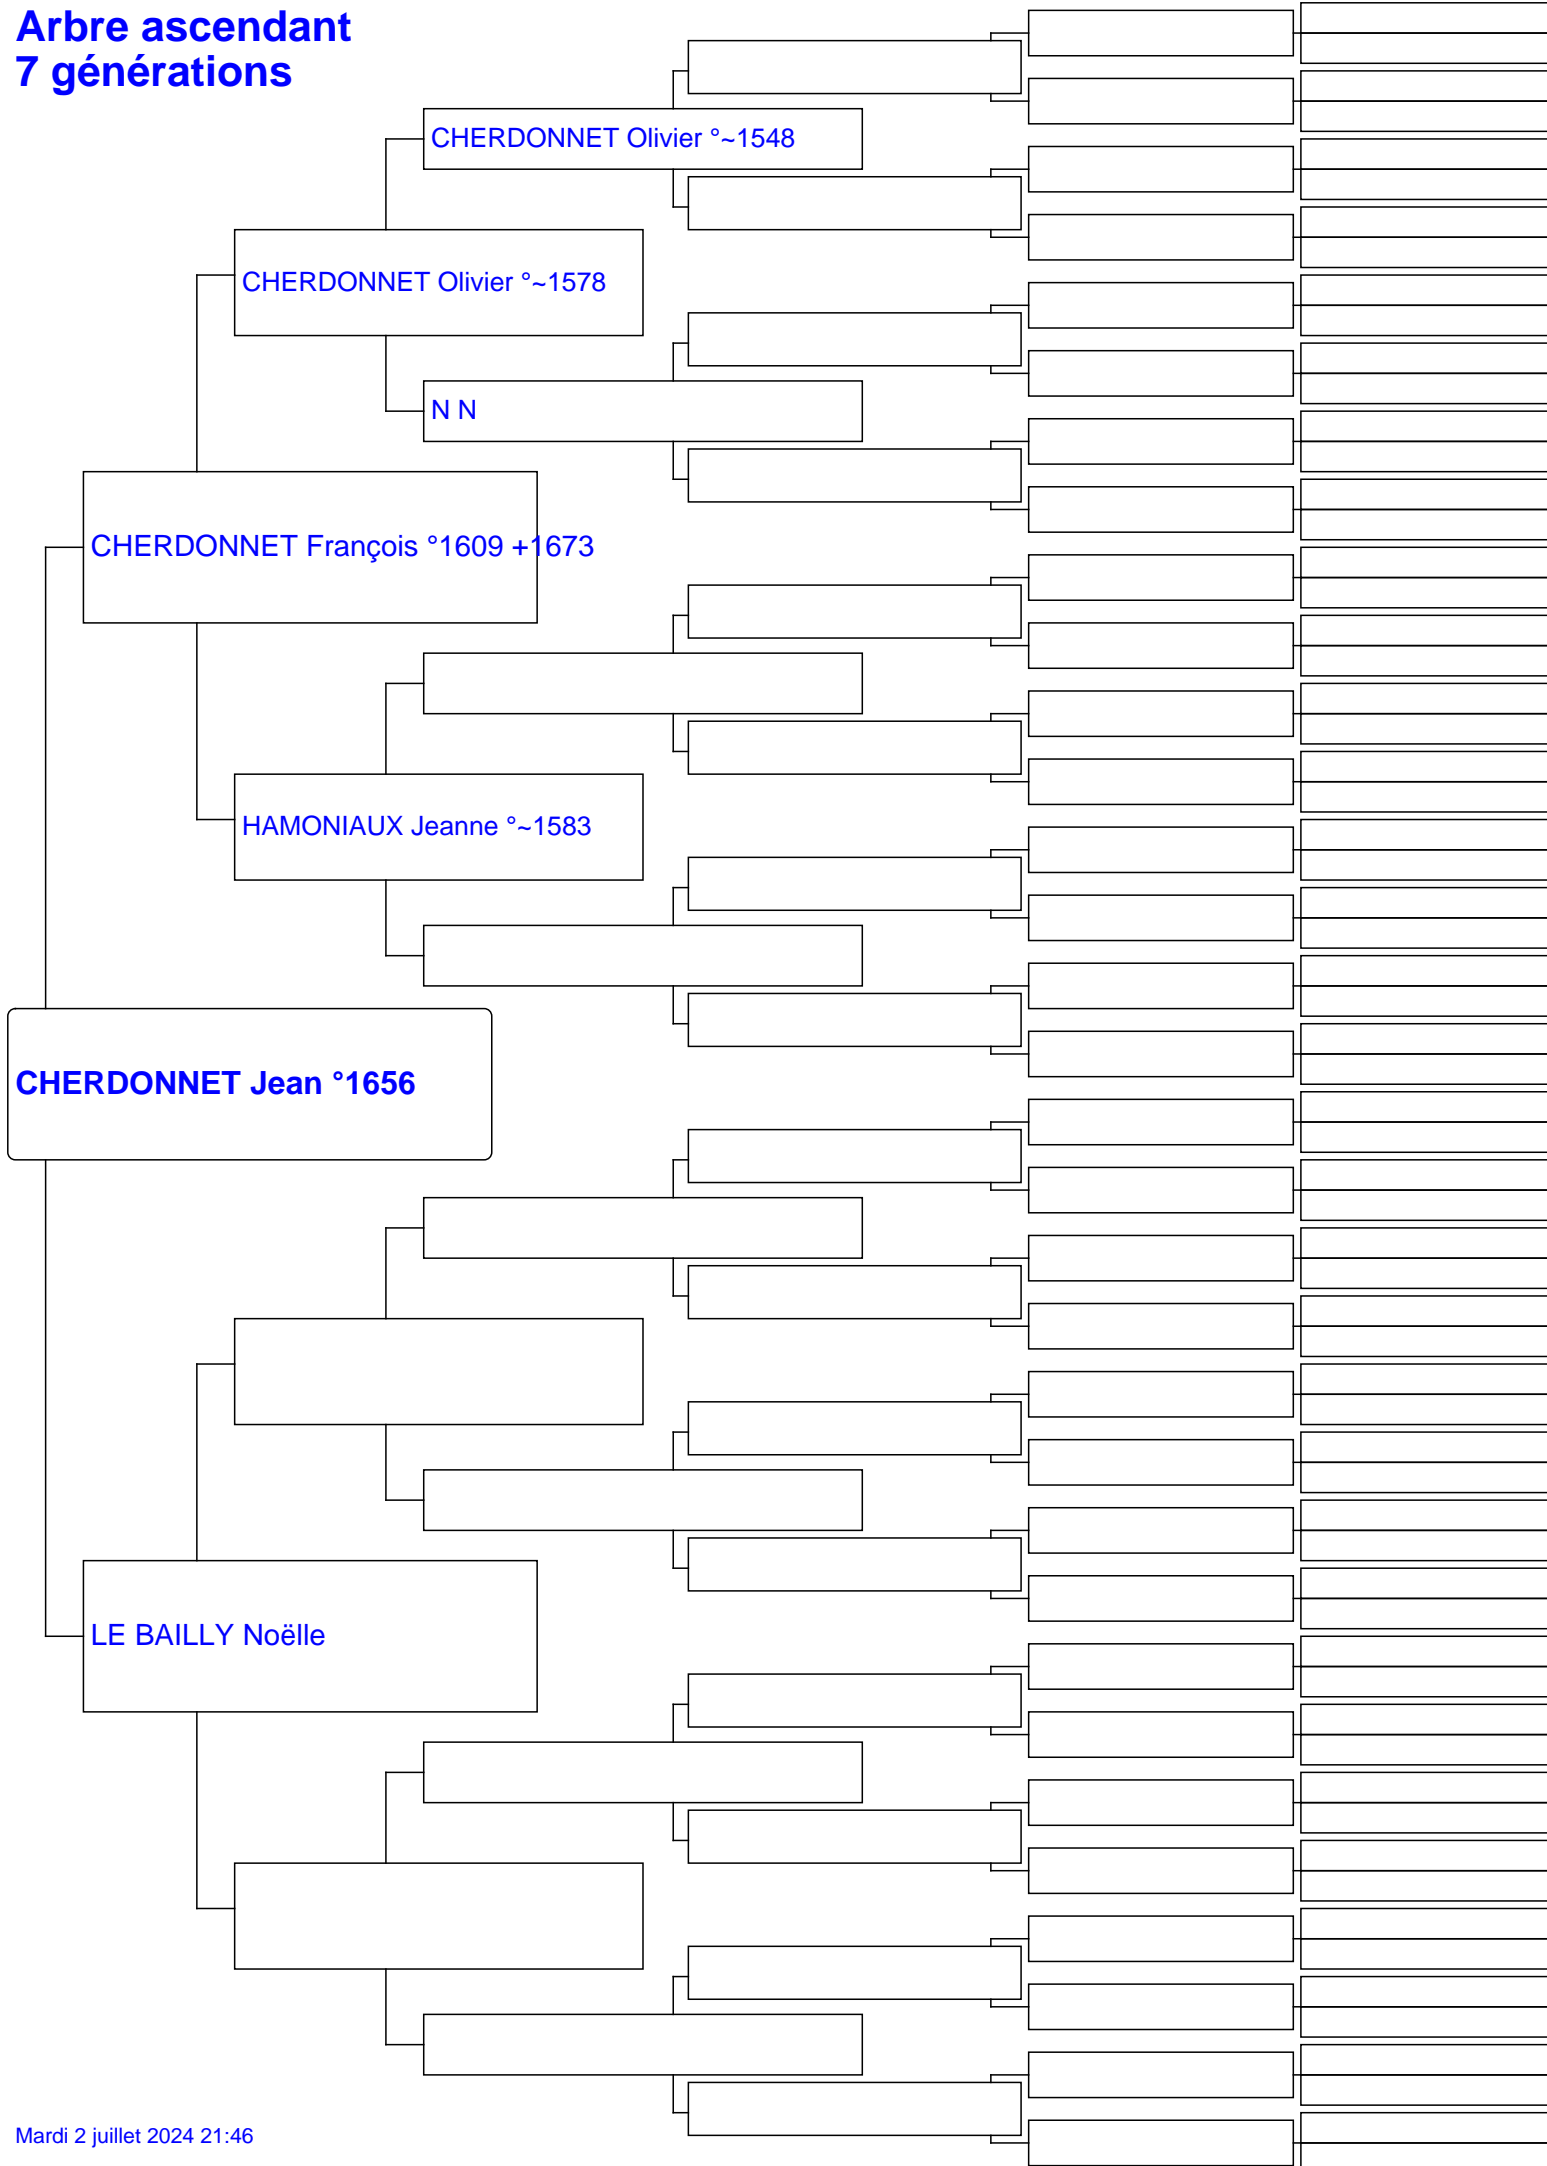 Arbre ascendant
7 générations
CHERDONNET Olivier °~1548
CHERDONNET Olivier °~1578
N N
CHERDONNET François °1609 +1673
HAMONIAUX Jeanne °~1583
CHERDONNET Jean °1656
LE BAILLY Noëlle
Mardi 2 juillet 2024 21:46